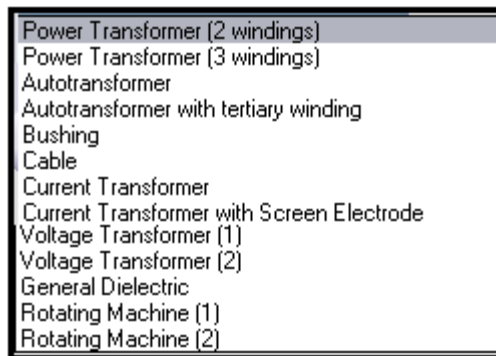 Power Transformer (2 windings)
Power Transformer (3 windings)
Autotransformer
Autotransformer with tertiary winding
Bushing
Cable
Current Transformer
Current Transformer with Screen Electrode
Voltage Transformer (1)
Voltage Transformer (2)
General Dielectric
Rotating Machine (1)
Rotating Machine (2)